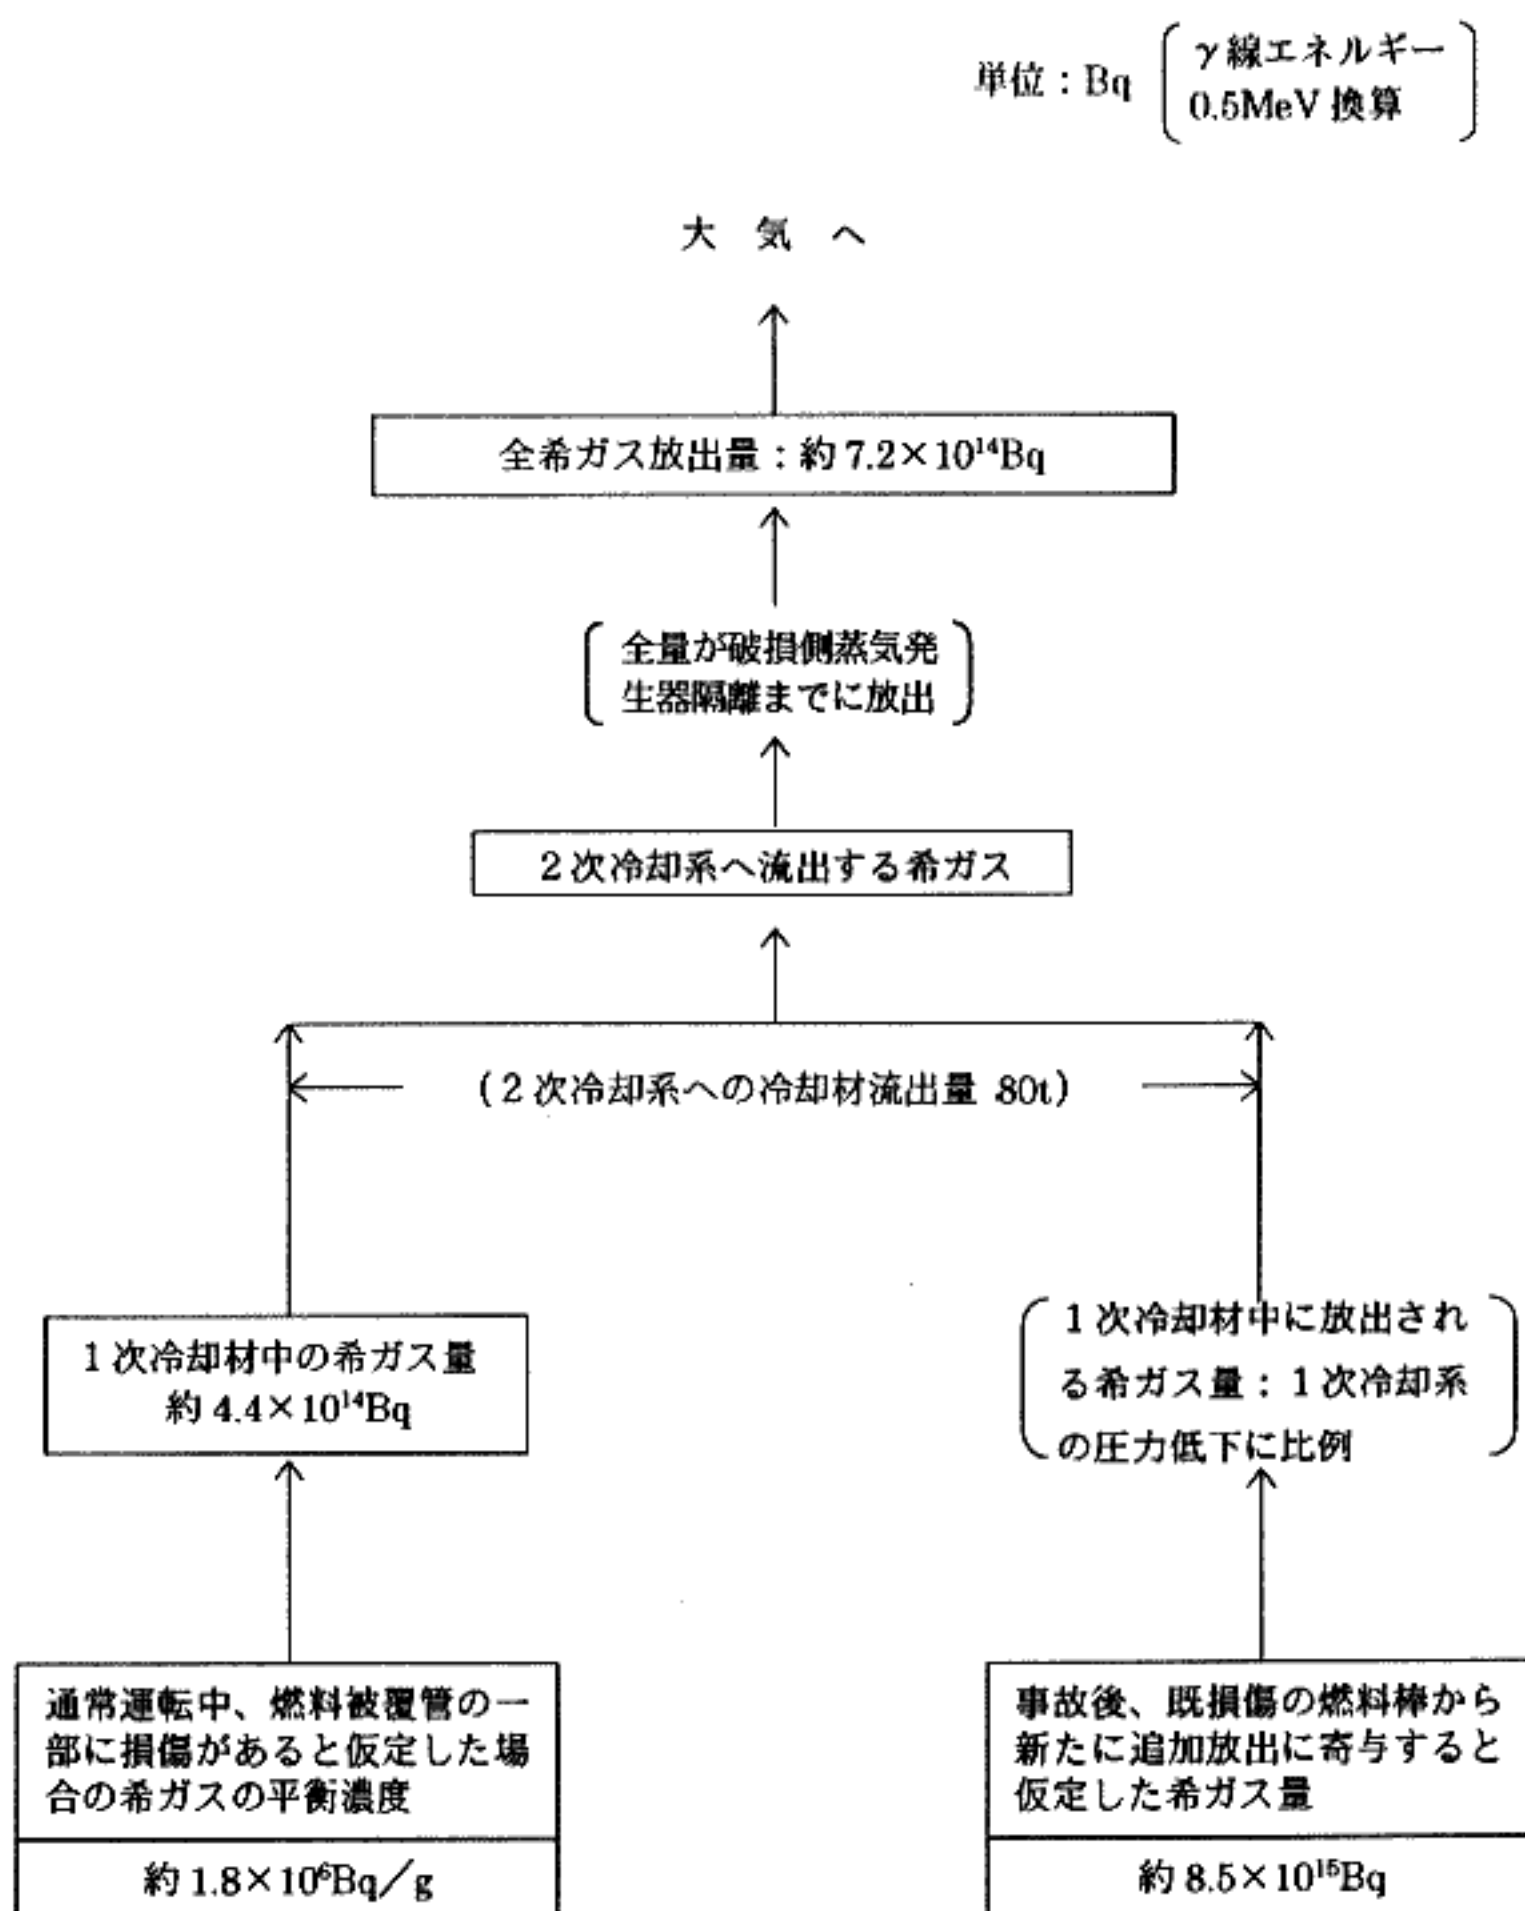 単位：Bq
γ線エネルギー
0.5MeV 換算
大 気 へ
全希ガス放出量：約 7.2×10¹⁴Bq
全量が破損側蒸気発
生器隔離までに放出
２次冷却系へ流出する希ガス
(２次冷却系への冷却材流出量 80t)
１次冷却材中の希ガス量
約 4.4×10¹⁴Bq
１次冷却材中に放出され
る希ガス量：１次冷却系
の圧力低下に比例
通常運転中、燃料被覆管の一
部に損傷があると仮定した場
合の希ガスの平衡濃度
約 1.8×10⁶Bq／g
事故後、既損傷の燃料棒から
新たに追加放出に寄与すると
仮定した希ガス量
約 8.5×10¹⁵Bq